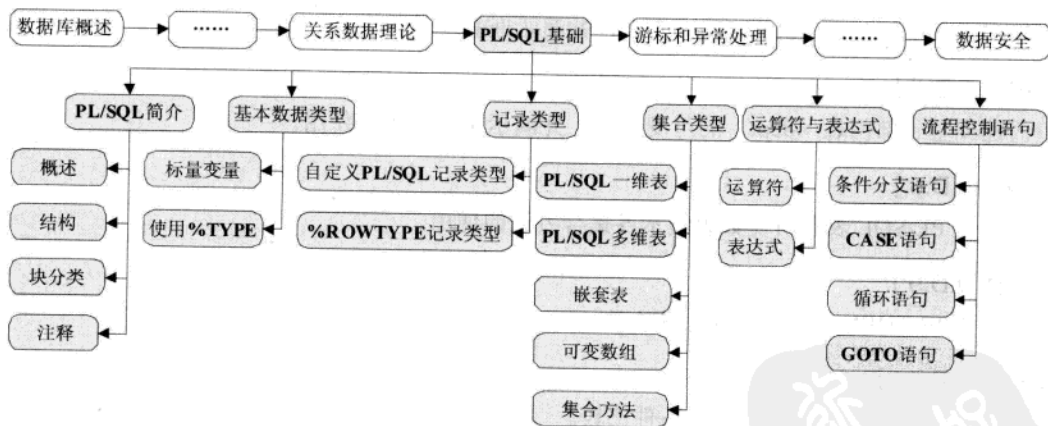 数据库概述
……
关系数据理论
PL/SQL基础
游标和异常处理
……
数据安全
PL/SQL简介
基本数据类型
记录类型
集合类型
运算符与表达式
流程控制语句
概述
结构
块分类
注释
标量变量
使用%TYPE
自定义PL/SQL记录类型
%ROWTYPE记录类型
PL/SQL一维表
PL/SQL多维表
嵌套表
可变数组
集合方法
运算符
表达式
条件分支语句
CASE语句
循环语句
GOTO语句